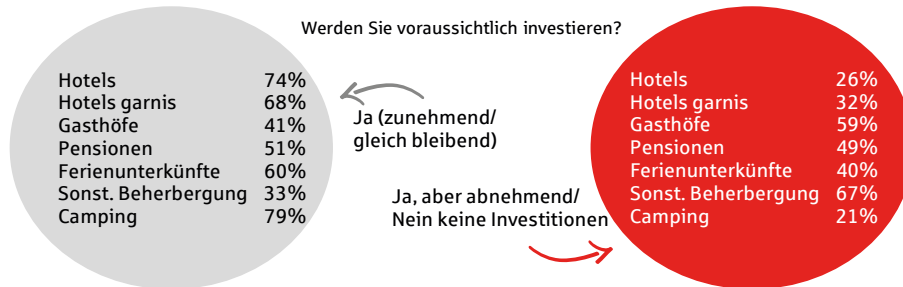 Werden Sie voraussichtlich investieren?
Hotels 74%
Hotels garnis 68%
Gasthöfe 41%
Pensionen 51%
Ferienunterkünfte 60%
Sonst. Beherbergung 33%
Camping 79%
Ja (zunehmend/
gleich bleibend)
Ja, aber abnehmend/
Nein keine Investitionen
Hotels 26%
Hotels garnis 32%
Gasthöfe 59%
Pensionen 49%
Ferienunterkünfte 40%
Sonst. Beherbergung 67%
Camping 21%